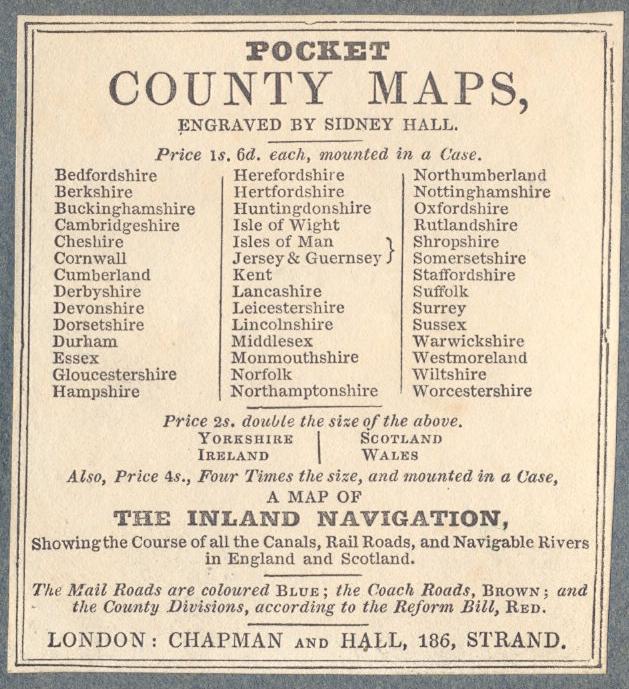 POCKET
COUNTY MAPS,
ENGRAVED BY SIDNEY HALL.
Price 1s. 6d. each, mounted in a Case.
Bedfordshire
Berkshire
Buckinghamshire
Cambridgeshire
Cheshire
Cornwall
Cumberland
Derbyshire
Devonshire
Dorsetshire
Durham
Essex
Gloucestershire
Hampshire
Herefordshire
Hertfordshire
Huntingdonshire
Isle of Wight
Isles of Man }
Jersey & Guernsey
Kent
Lancashire
Leicestershire
Lincolnshire
Middlesex
Monmouthshire
Norfolk
Northamptonshire
Northumberland
Nottinghamshire
Oxfordshire
Rutlandshire
Shropshire
Somersetshire
Staffordshire
Suffolk
Surrey
Sussex
Warwickshire
Westmoreland
Wiltshire
Worcestershire
Price 2s. double the size of the above.
YORKSHIRE
IRELAND
SCOTLAND
WALES
Also, Price 4s., Four Times the size, and mounted in a Case,
A MAP OF
THE INLAND NAVIGATION,
Showing the Course of all the Canals, Rail Roads, and Navigable Rivers
in England and Scotland.
The Mail Roads are coloured BLUE; the Coach Roads, BROWN; and
the County Divisions, according to the Reform Bill, RED.
LONDON: CHAPMAN AND HALL, 186, STRAND.